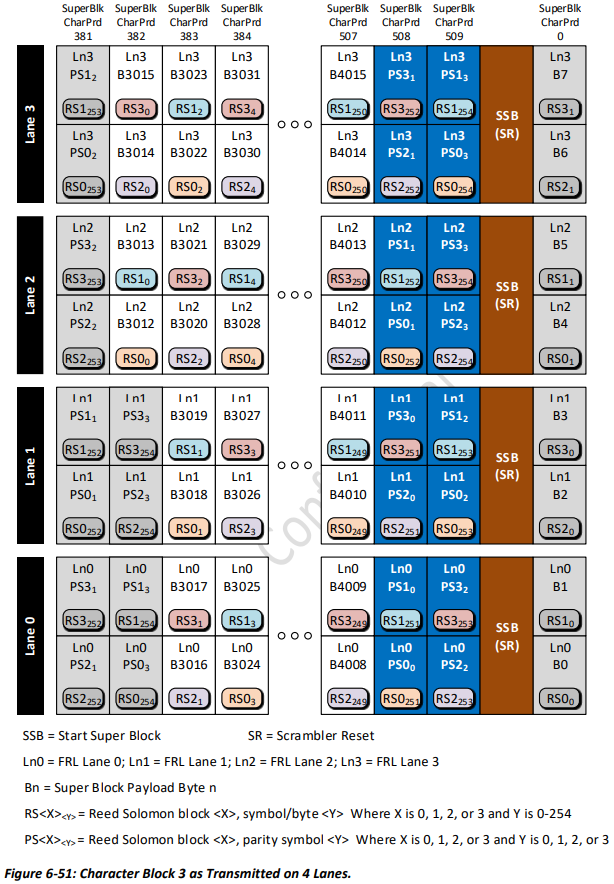 SuperBlk SuperBlk SuperBlk SuperBlk SuperBlk SuperBlk SuperBlk SuperBlk
CharPrd CharPrd CharPrd CharPrd CharPrd CharPrd CharPrd CharPrd
381 382 383 384 507 508 509 0
Lane 3
Ln3 Ln3 Ln3 Ln3 Ln3 Ln3 Ln3 Ln3
PS1₂ B3015 B3023 B3031 B4015 PS3₁ PS1₃ B7
RS1₂₅₃ RS3₀ RS1₂ RS3₄ RS1₂₅₀ RS3₂₅₂ RS1₂₅₄ RS3₁
SSB
(SR)
Ln3 Ln3 Ln3 Ln3 Ln3 Ln3 Ln3 Ln3
PS0₂ B3014 B3022 B3030 B4014 PS2₁ PS0₃ B6
RS0₂₅₃ RS2₀ RS0₂ RS2₄ RS0₂₅₀ RS2₂₅₂ RS0₂₅₄ RS2₁
Lane 2
Ln2 Ln2 Ln2 Ln2 Ln2 Ln2 Ln2 Ln2
PS3₂ B3013 B3021 B3029 B4013 PS1₁ PS3₃ B5
RS3₂₅₃ RS1₀ RS3₂ RS1₄ RS3₂₅₀ RS1₂₅₂ RS3₂₅₄ RS1₁
SSB
(SR)
Ln2 Ln2 Ln2 Ln2 Ln2 Ln2 Ln2 Ln2
PS2₂ B3012 B3020 B3028 B4012 PS0₁ PS2₃ B4
RS2₂₅₃ RS0₀ RS2₂ RS0₄ RS2₂₅₀ RS0₂₅₂ RS2₂₅₄ RS0₁
Lane 1
Ln1 Ln1 Ln1 Ln1 Ln1 Ln1 Ln1 Ln1
PS1₁ PS3₃ B3019 B3027 B4011 PS3₀ PS1₂ B3
RS1₂₅₂ RS3₂₅₄ RS1₁ RS3₃ RS1₂₄₉ RS3₂₅₁ RS1₂₅₃ RS3₀
SSB
(SR)
Ln1 Ln1 Ln1 Ln1 Ln1 Ln1 Ln1 Ln1
PS0₁ PS2₃ B3018 B3026 B4010 PS2₀ PS0₂ B2
RS0₂₅₂ RS2₂₅₄ RS0₁ RS2₃ RS0₂₄₉ RS2₂₅₁ RS0₂₅₃ RS2₀
Lane 0
Ln0 Ln0 Ln0 Ln0 Ln0 Ln0 Ln0 Ln0
PS3₁ PS1₃ B3017 B3025 B4009 PS1₀ PS3₂ B1
RS3₂₅₂ RS1₂₅₄ RS3₁ RS1₃ RS3₂₄₉ RS1₂₅₁ RS3₂₅₃ RS1₀
SSB
(SR)
Ln0 Ln0 Ln0 Ln0 Ln0 Ln0 Ln0 Ln0
PS2₁ PS0₃ B3016 B3024 B4008 PS0₀ PS2₂ B0
RS2₂₅₂ RS0₂₅₄ RS2₁ RS0₃ RS2₂₄₉ RS0₂₅₁ RS2₂₅₃ RS0₀
SSB = Start Super Block SR = Scrambler Reset
Ln0 = FRL Lane 0; Ln1 = FRL Lane 1; Ln2 = FRL Lane 2; Ln3 = FRL Lane 3
Bn = Super Block Payload Byte n
RS<X><Y> = Reed Solomon block <X>, symbol/byte <Y> Where X is 0, 1, 2, or 3 and Y is 0-254
PS<X><Y> = Reed Solomon block <X>, parity symbol <Y> Where X is 0, 1, 2, or 3 and Y is 0, 1, 2, or 3
Figure 6-51: Character Block 3 as Transmitted on 4 Lanes.